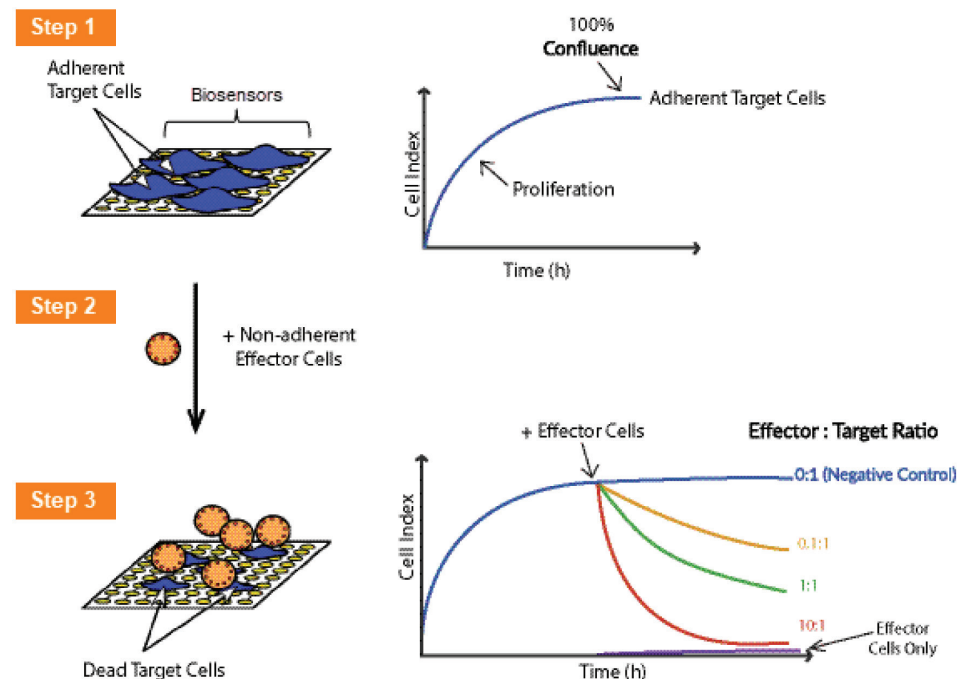 Step 1
Adherent
Target Cells
Biosensors
100%
Confluence
Adherent Target Cells
Proliferation
Cell Index
Time (h)
Step 2
+ Non-adherent
Effector Cells
Step 3
Dead Target Cells
+ Effector Cells
Effector : Target Ratio
0:1 (Negative Control)
0.1:1
1:1
10:1
Effector
Cells Only
Cell Index
Time (h)